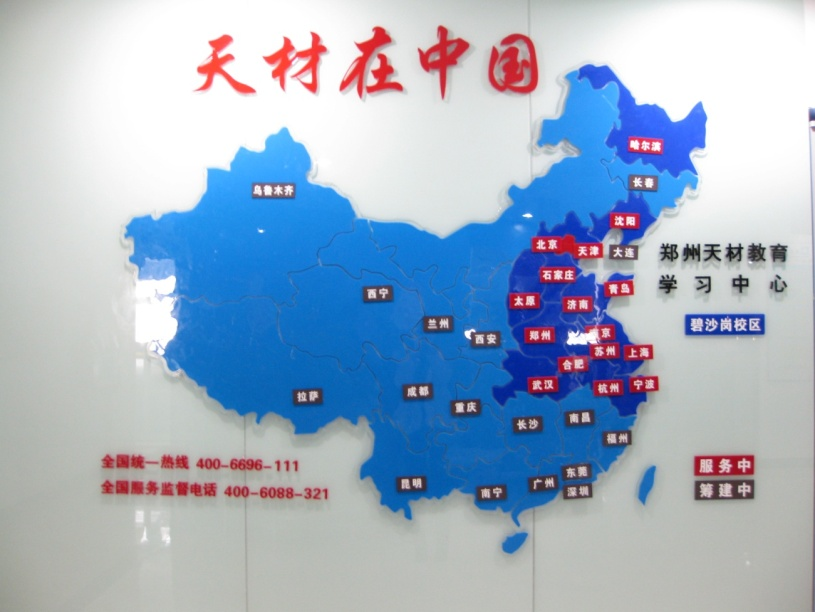 天材在中国
哈尔滨
长春
乌鲁木齐
沈阳
北京
天津
大连
郑州天材教育
学习中心
石家庄
青岛
西宁
太原
济南
兰州
西安
郑州
京
碧沙岗校区
苏州
上海
合肥
武汉
杭州
宁波
拉萨
成都
重庆
长沙
南昌
福州
全国统一热线 400-6696-111
全国服务监督电话 400-6088-321
昆明
南宁
广州
东莞
深圳
服务中
筹建中